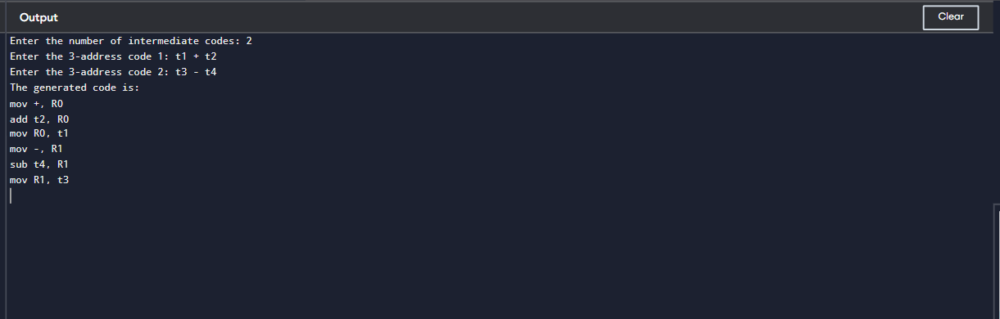 Output
Clear
Enter the number of intermediate codes: 2
Enter the 3-address code 1: t1 + t2
Enter the 3-address code 2: t3 - t4
The generated code is:
mov +, R0
add t2, R0
mov R0, t1
mov -, R1
sub t4, R1
mov R1, t3